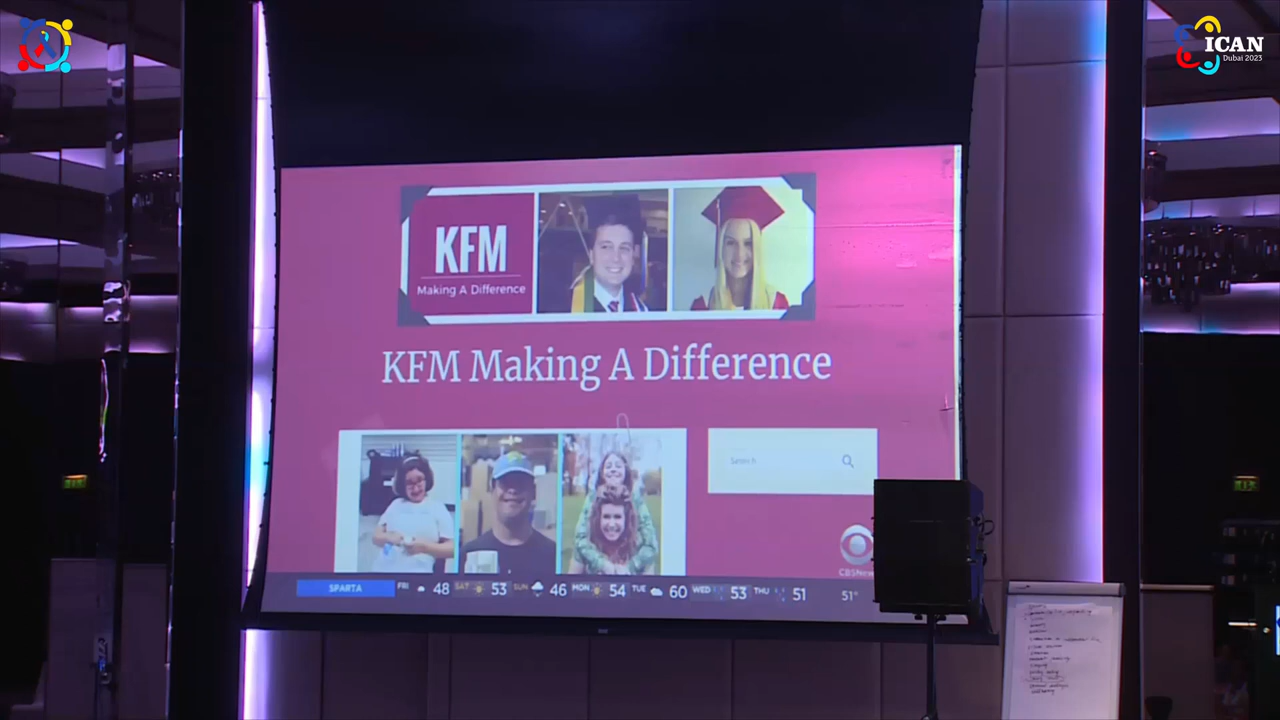 ICAN
Dubai 2023
KFM
Making A Difference
KFM Making A Difference
Search
CBSNew
SPARTA FRI 48 SAT 53 SUN 46 MON 54 TUE 60 WED 53 THU 51 51°